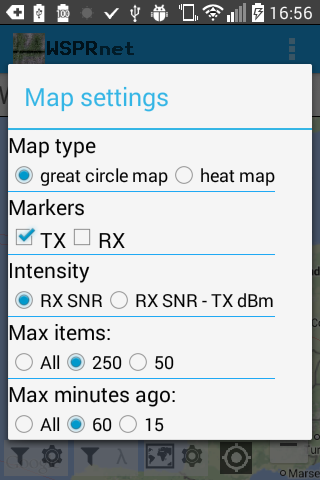 16:56
WSPRnet
Map settings
Map type
great circle map heat map
Markers
TX RX
Intensity
RX SNR RX SNR - TX dBm
Max items:
All 250 50
Max minutes ago:
All 60 15
λ
Marse